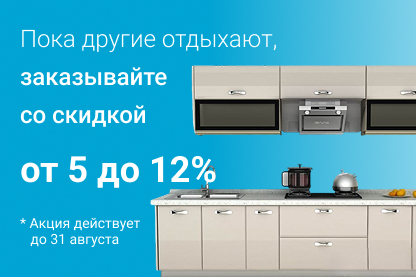 Пока другие отдыхают,
заказывайте
со скидкой
от 5 до 12%
* Акция действует
до 31 августа